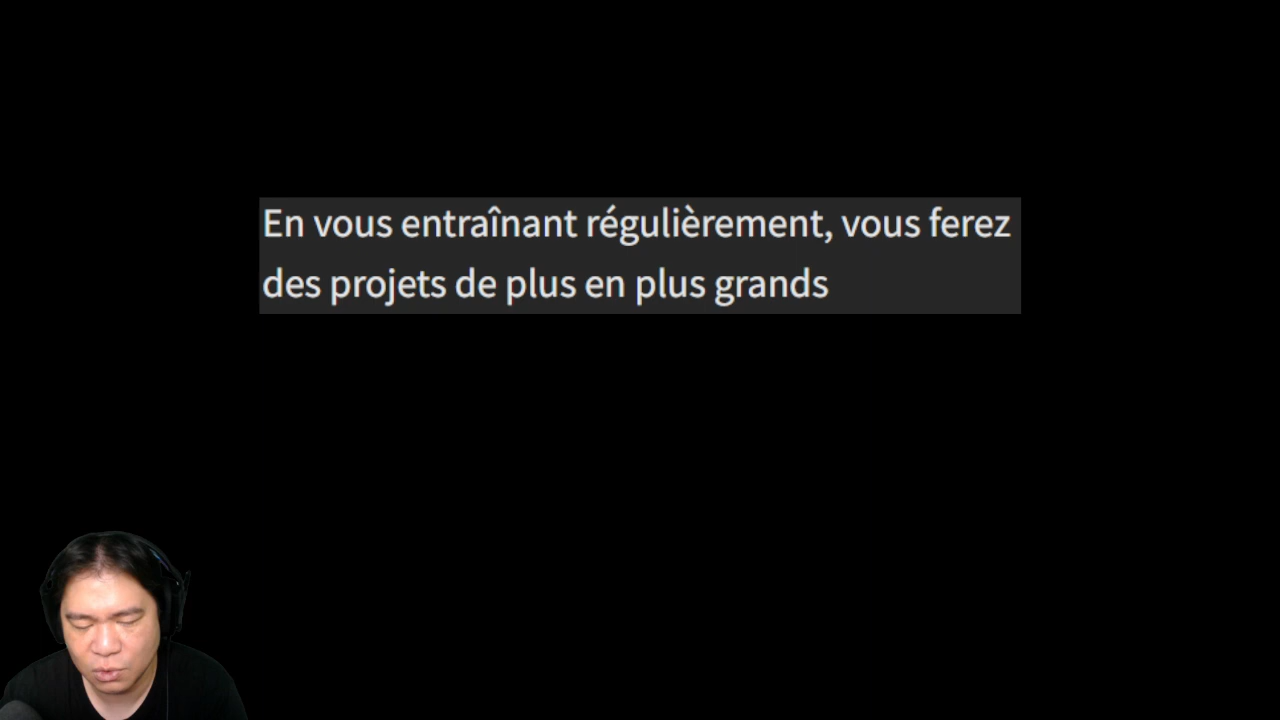 En vous entraînant régulièrement, vous ferez
des projets de plus en plus grands